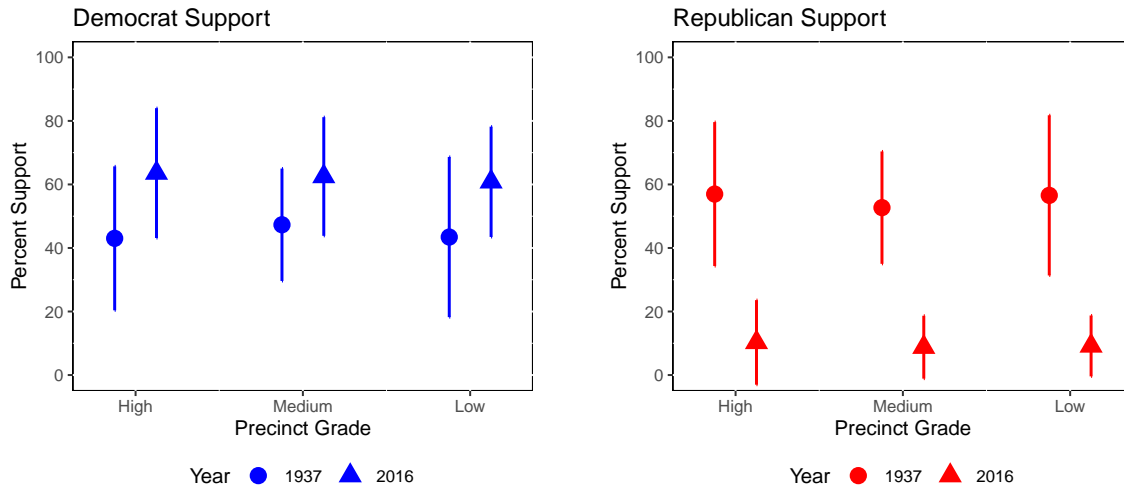 Democrat Support
Percent Support
100
80
60
40
20
0
High Medium Low
Precinct Grade
Year 1937 2016
Republican Support
Percent Support
100
80
60
40
20
0
High Medium Low
Precinct Grade
Year 1937 2016